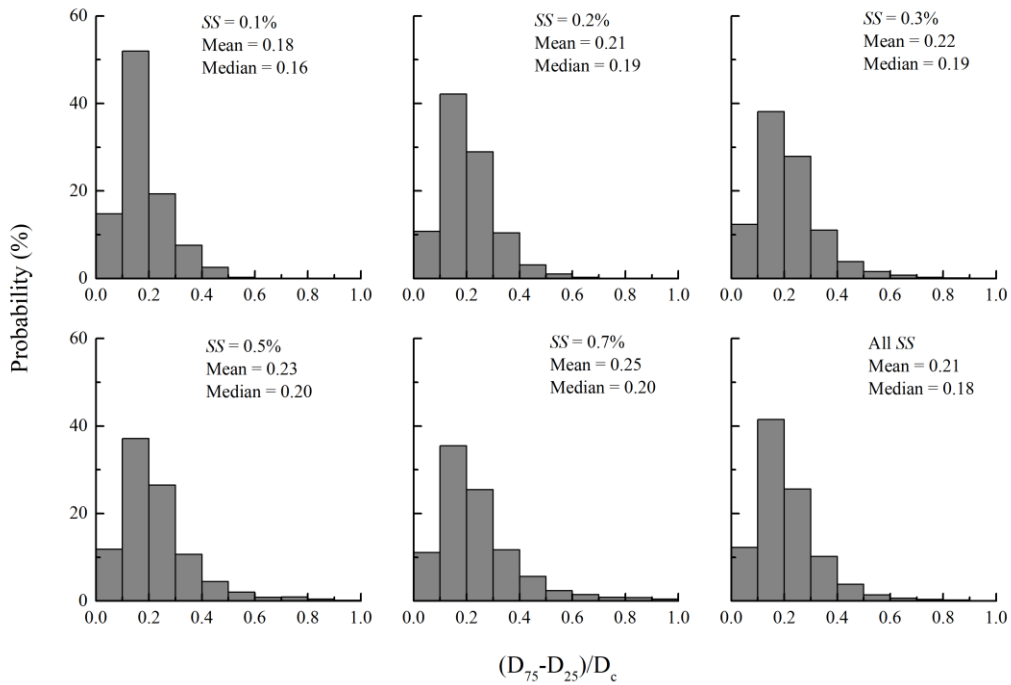 60
40
20
0
0.0 0.2 0.4 0.6 0.8 1.0
SS = 0.1%
Mean = 0.18
Median = 0.16
0.0 0.2 0.4 0.6 0.8 1.0
SS = 0.2%
Mean = 0.21
Median = 0.19
0.0 0.2 0.4 0.6 0.8 1.0
SS = 0.3%
Mean = 0.22
Median = 0.19
Probability (%)
60
40
20
0
0.0 0.2 0.4 0.6 0.8 1.0
SS = 0.5%
Mean = 0.23
Median = 0.20
0.0 0.2 0.4 0.6 0.8 1.0
SS = 0.7%
Mean = 0.25
Median = 0.20
0.0 0.2 0.4 0.6 0.8 1.0
All SS
Mean = 0.21
Median = 0.18
(D₇₅-D₂₅)/D_c